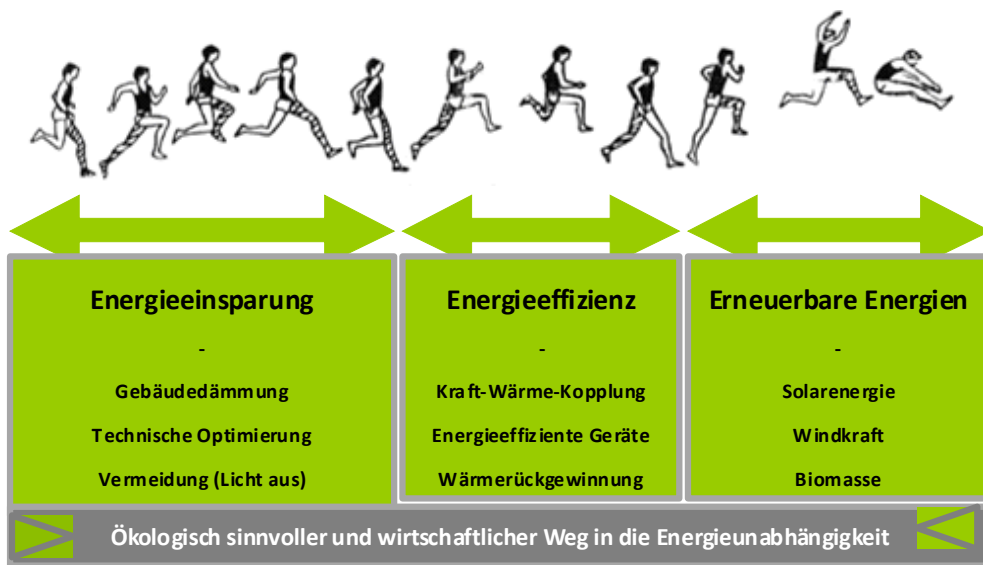 Energieeinsparung
-
Gebäudedämmung
Technische Optimierung
Vermeidung (Licht aus)
Energieeffizienz
-
Kraft-Wärme-Kopplung
Energieeffiziente Geräte
Wärmerückgewinnung
Erneuerbare Energien
-
Solarenergie
Windkraft
Biomasse
Ökologisch sinnvoller und wirtschaftlicher Weg in die Energieunabhängigkeit